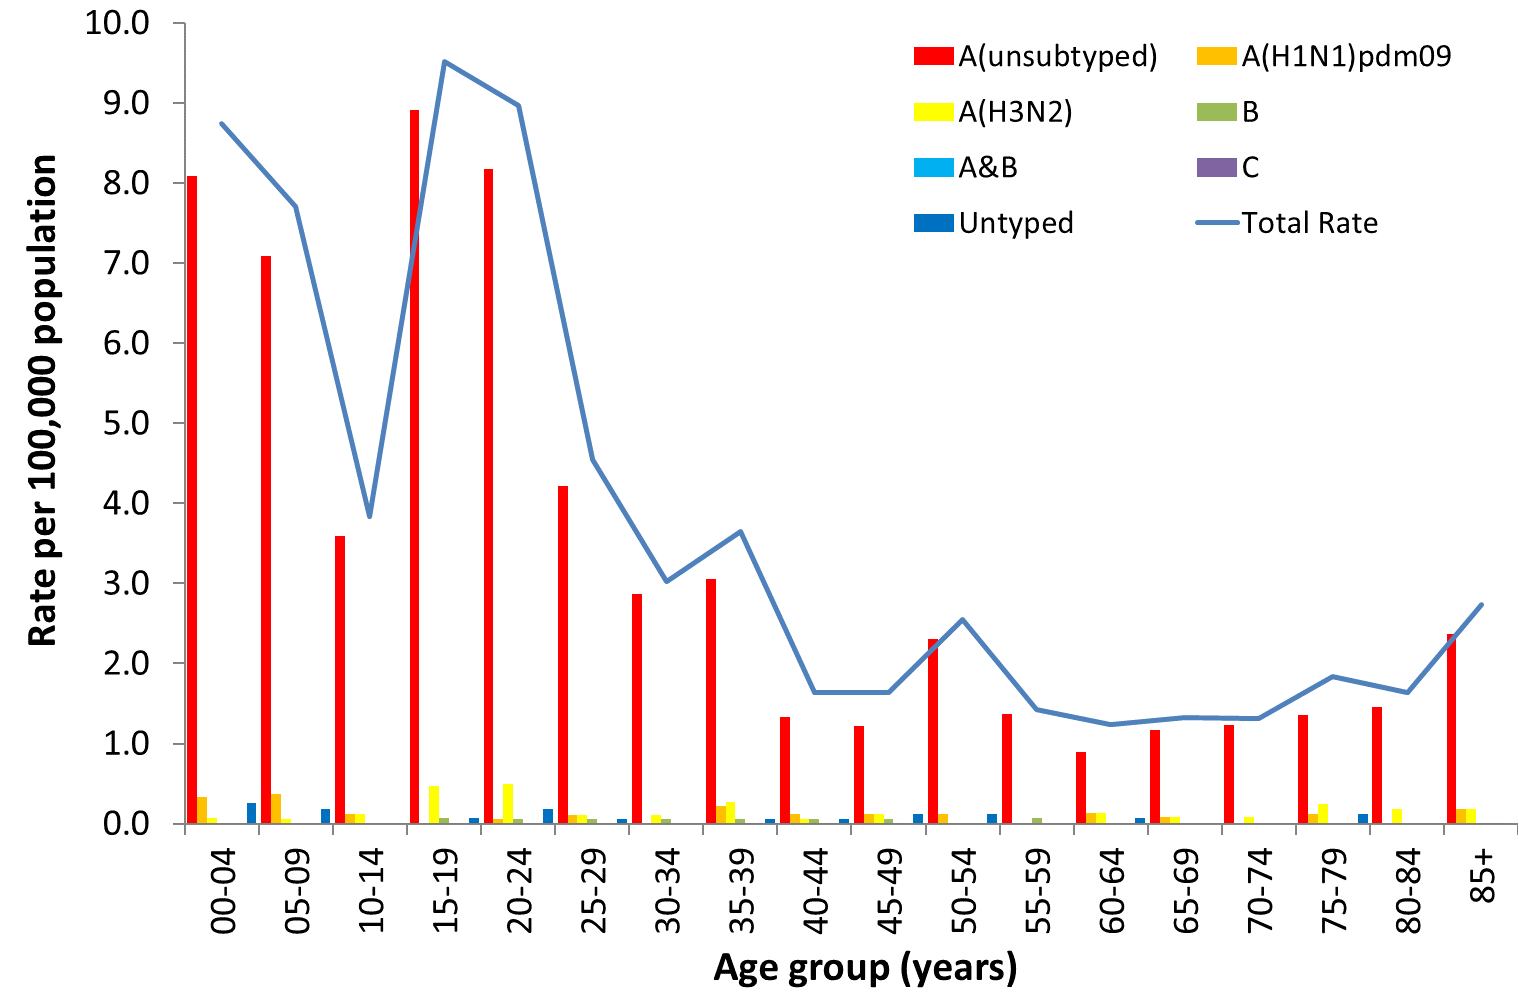 10.0
9.0
8.0
7.0
6.0
5.0
4.0
3.0
2.0
1.0
0.0
Rate per 100,000 population
A(unsubtyped)
A(H1N1)pdm09
A(H3N2)
B
A&B
C
Untyped
Total Rate
00-04
05-09
10-14
15-19
20-24
25-29
30-34
35-39
40-44
45-49
50-54
55-59
60-64
65-69
70-74
75-79
80-84
85+
Age group (years)